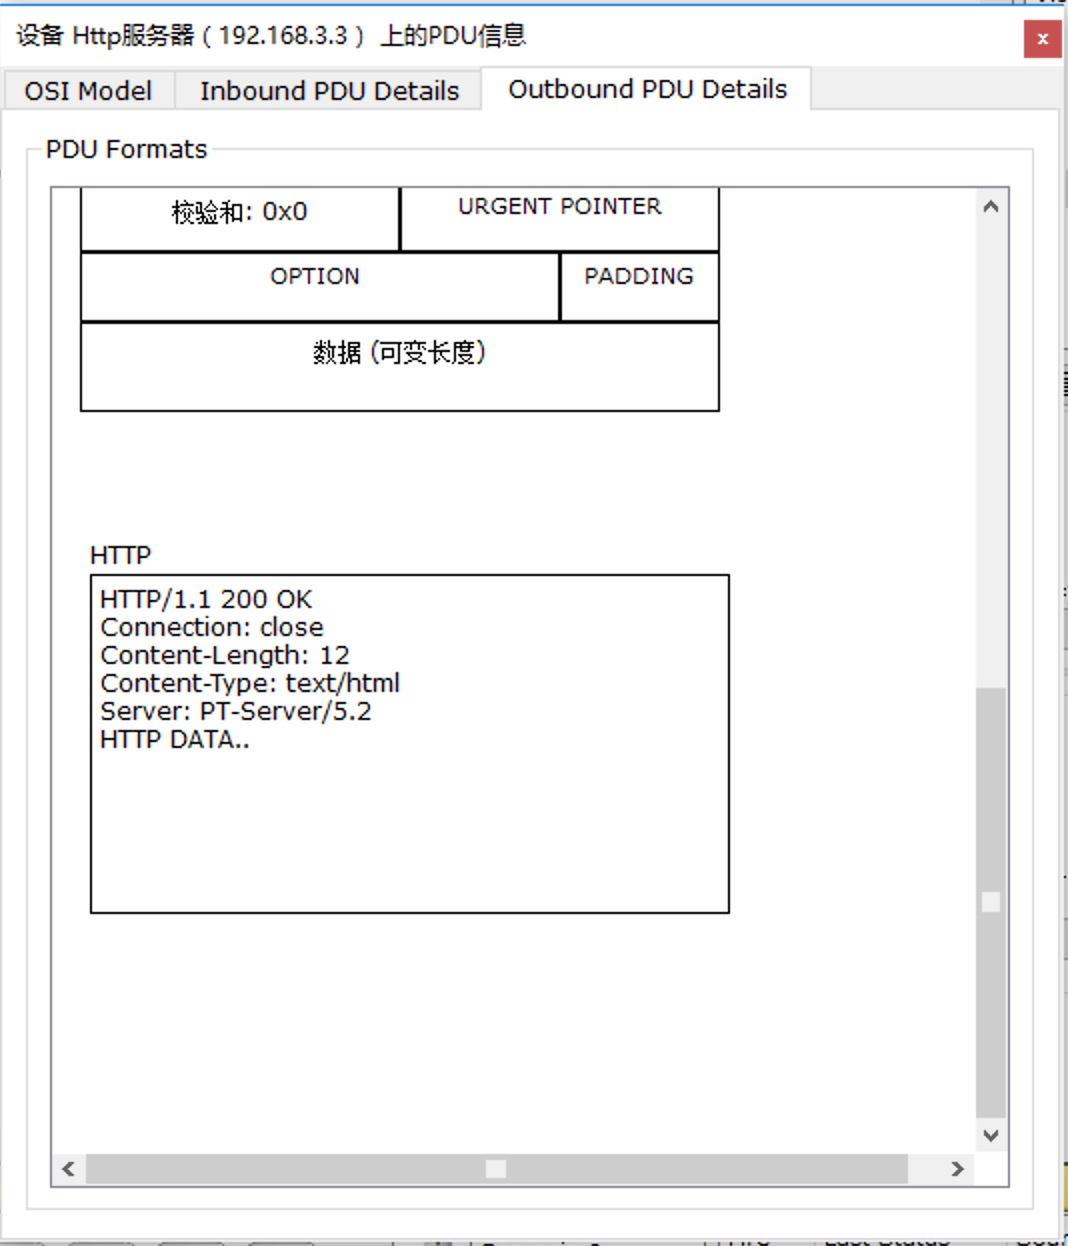 设备 Http服务器 ( 192.168.3.3 ) 上的PDU信息
x
OSI Model
Inbound PDU Details
Outbound PDU Details
PDU Formats
校验和: 0x0
URGENT POINTER
OPTION
PADDING
数据 (可变长度)
HTTP
HTTP/1.1 200 OK
Connection: close
Content-Length: 12
Content-Type: text/html
Server: PT-Server/5.2
HTTP DATA..